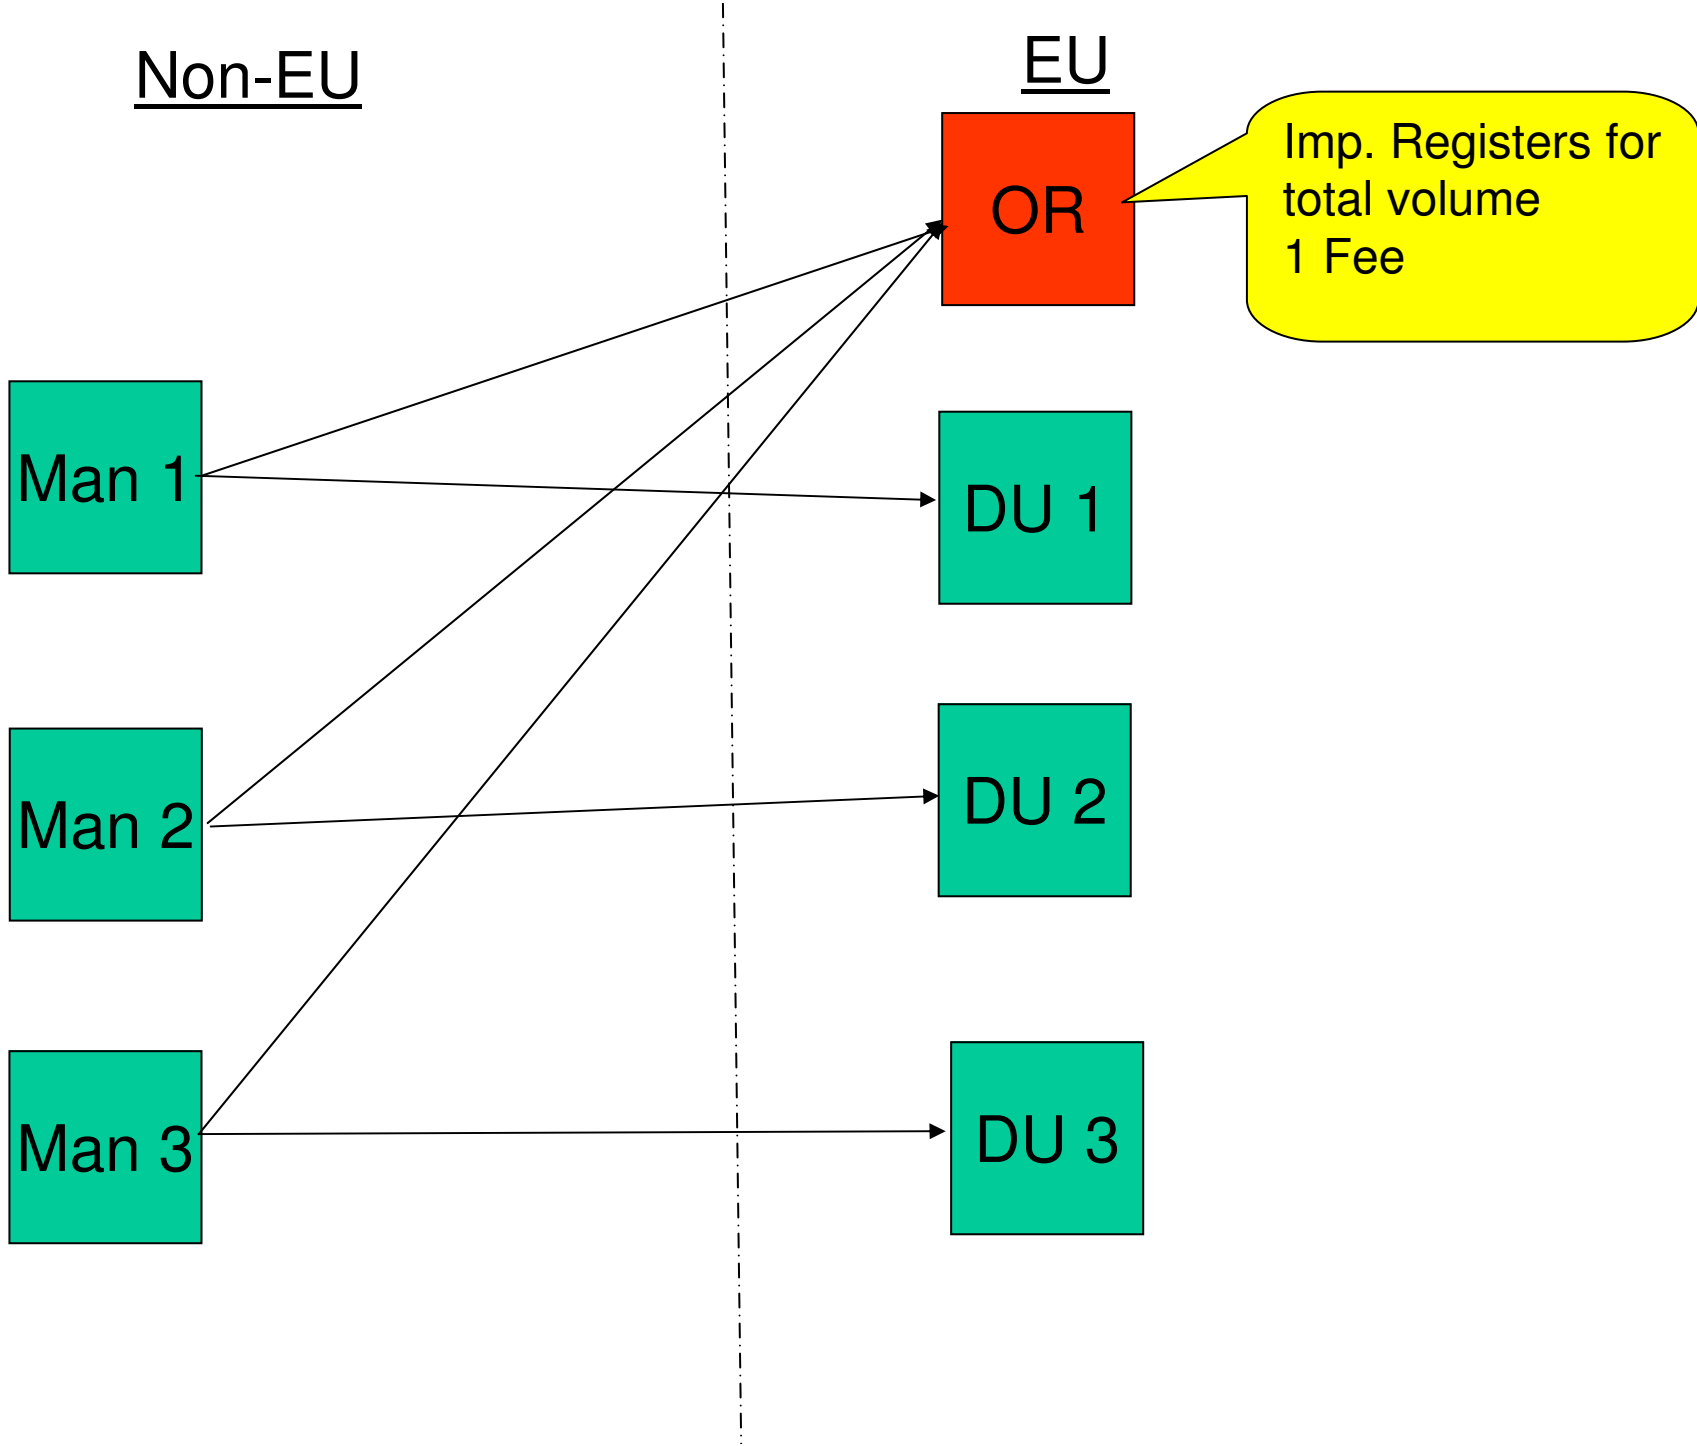 Non-EU
EU
Imp. Registers for
total volume
1 Fee
OR
Man 1
DU 1
Man 2
DU 2
Man 3
DU 3